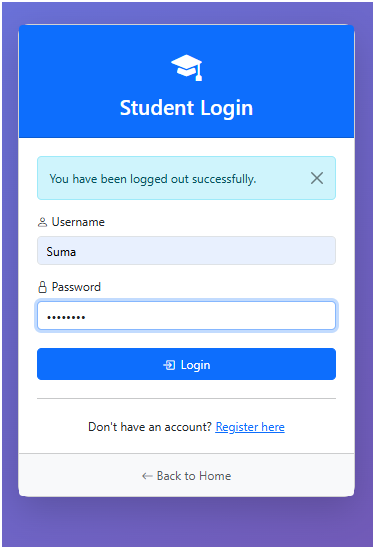 Student Login
You have been logged out successfully.
Username
Suma
Password
••••••••
Login
Don't have an account? Register here
← Back to Home